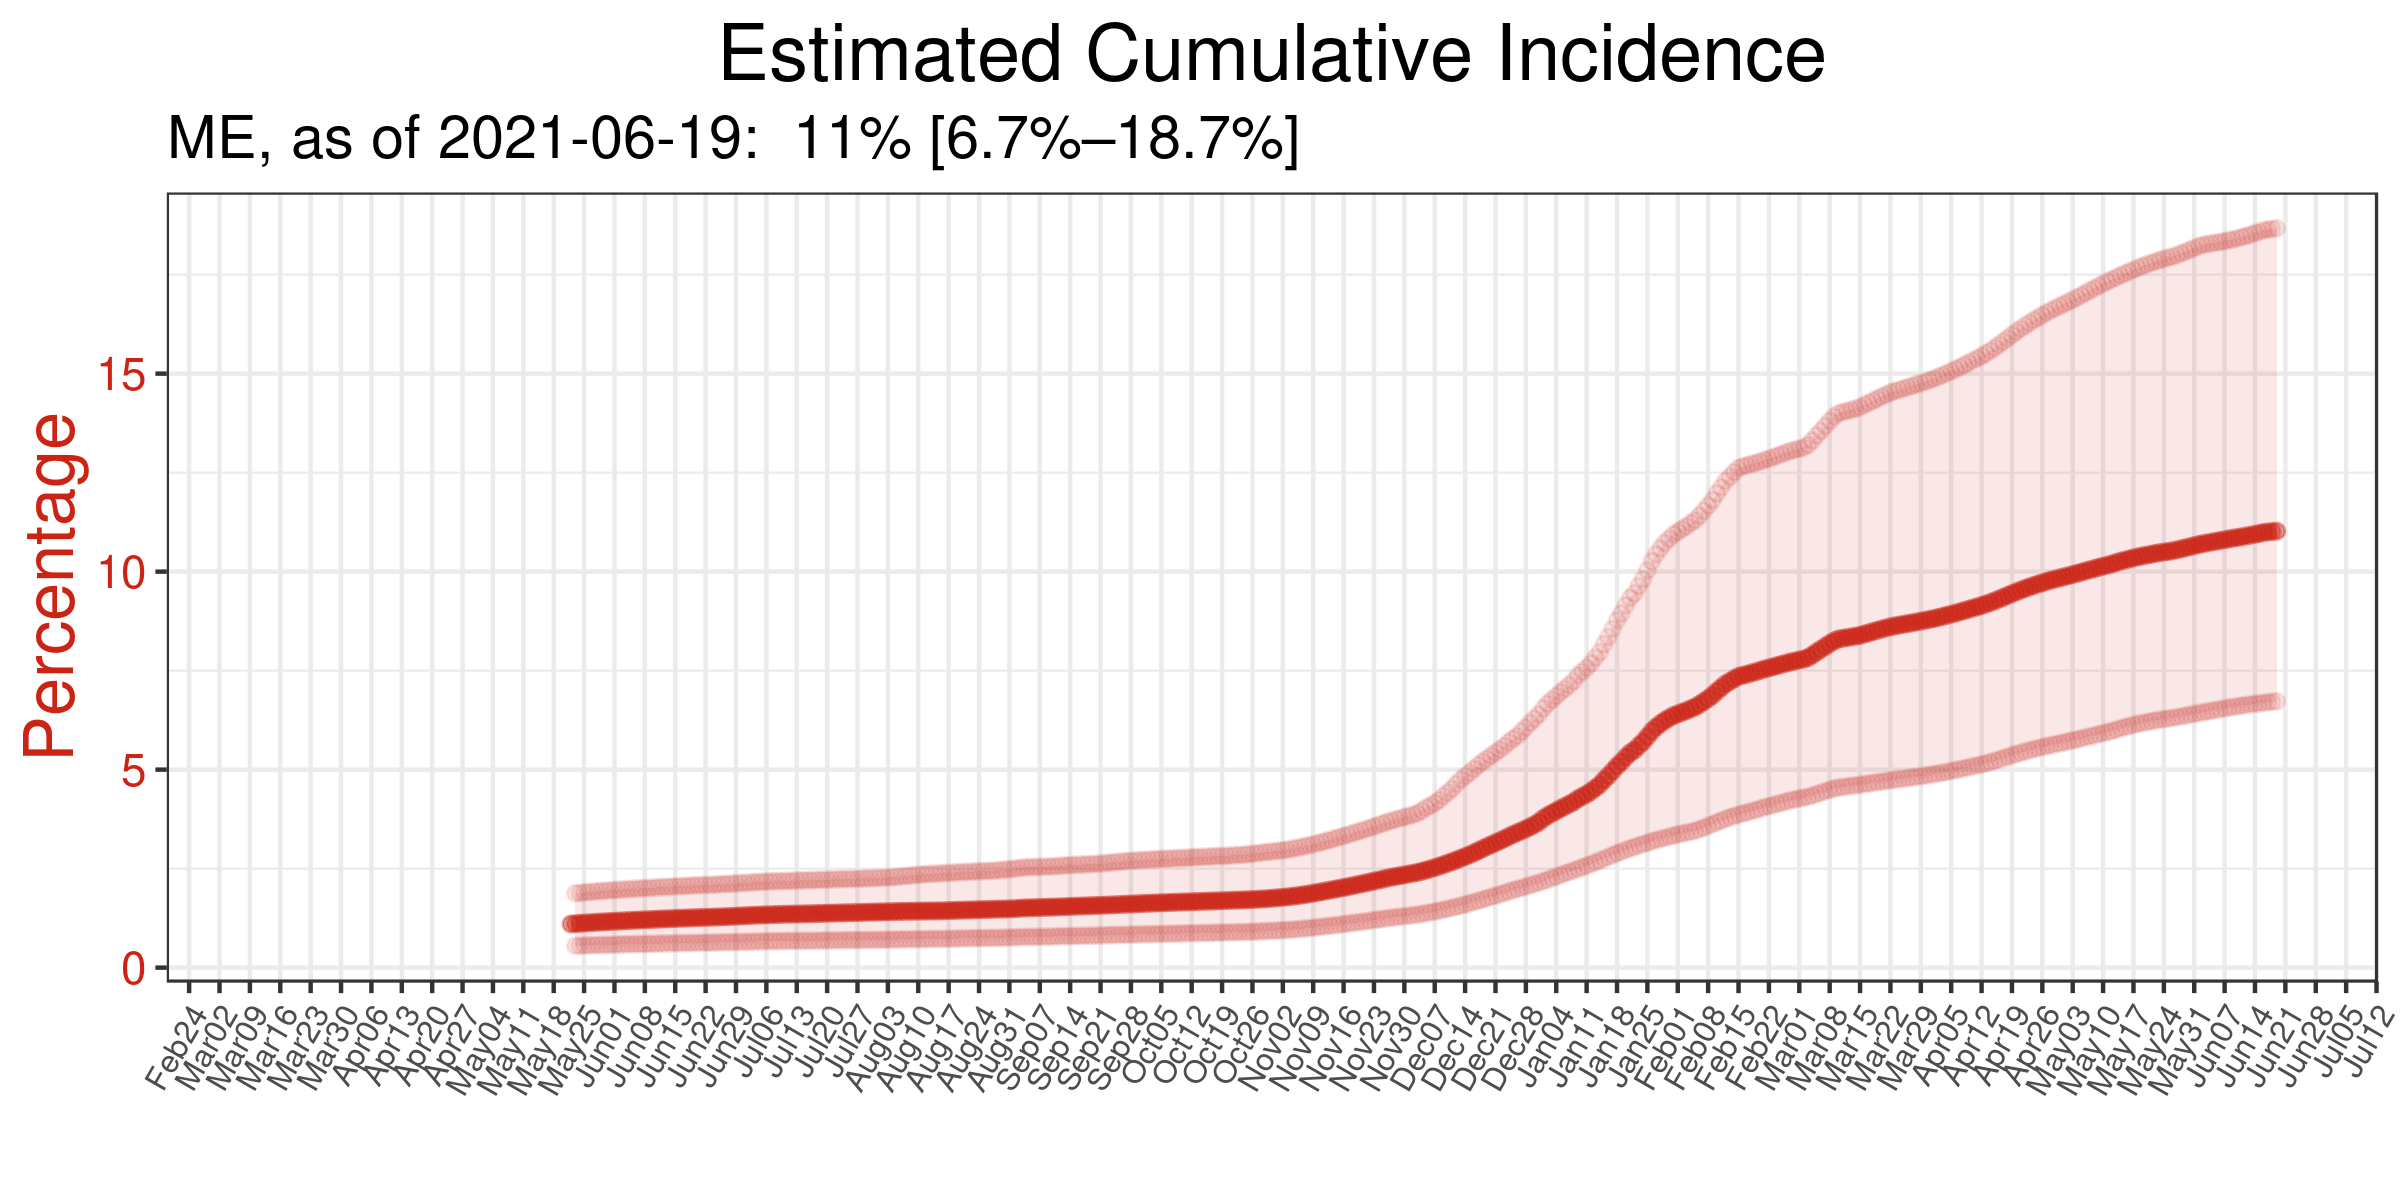 Estimated Cumulative Incidence
ME, as of 2021-06-19:  11% [6.7%–18.7%]
Percentage
15
10
5
0
Feb24
Mar02
Mar09
Mar16
Mar23
Mar30
Apr06
Apr13
Apr20
Apr27
May04
May11
May18
May25
Jun01
Jun08
Jun15
Jun22
Jun29
Jul06
Jul13
Jul20
Jul27
Aug03
Aug10
Aug17
Aug24
Aug31
Sep07
Sep14
Sep21
Sep28
Oct05
Oct12
Oct19
Oct26
Nov02
Nov09
Nov16
Nov23
Nov30
Dec07
Dec14
Dec21
Dec28
Jan04
Jan11
Jan18
Jan25
Feb01
Feb08
Feb15
Feb22
Mar01
Mar08
Mar15
Mar22
Mar29
Apr05
Apr12
Apr19
Apr26
May03
May10
May17
May24
May31
Jun07
Jun14
Jun21
Jun28
Jul05
Jul12